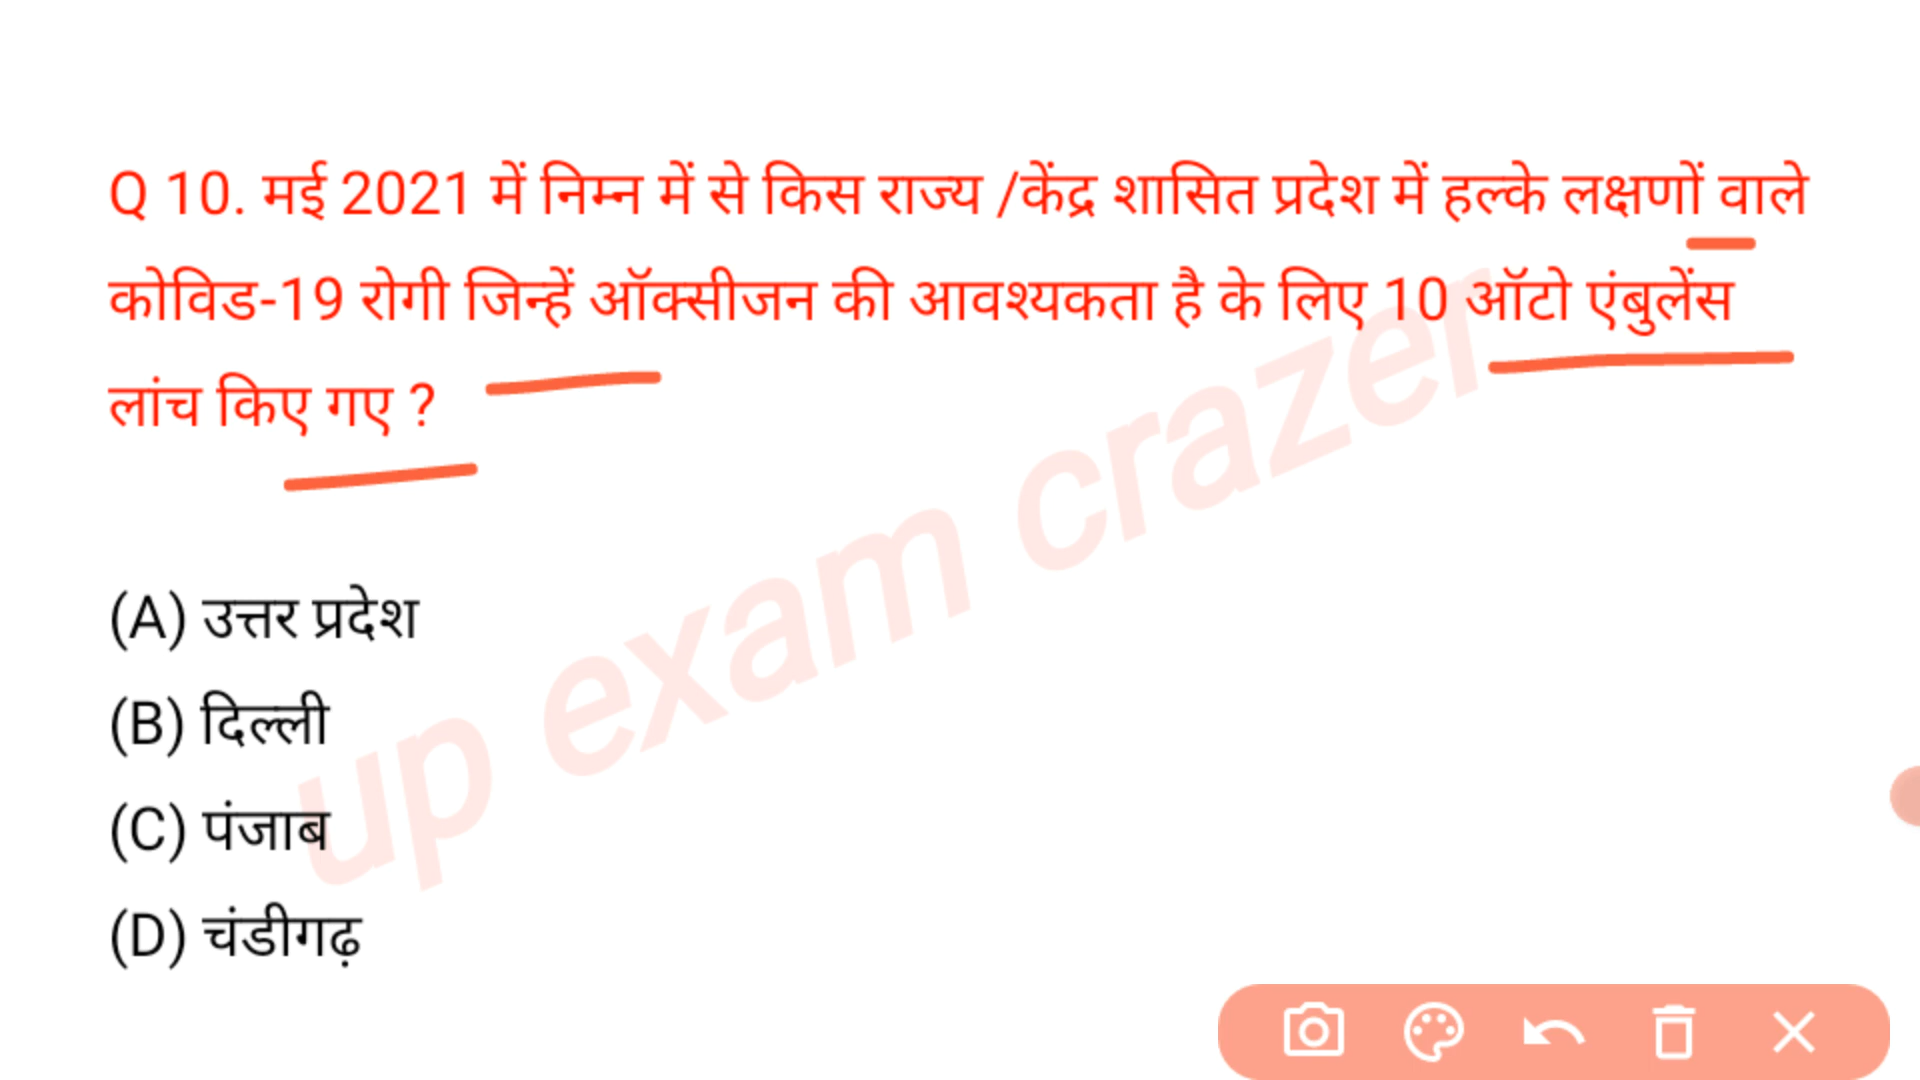 Q 10. मई 2021 में निम्न में से किस राज्य /केंद्र शासित प्रदेश में हल्के लक्षणों वाले
कोविड-19 रोगी जिन्हें ऑक्सीजन की आवश्यकता है के लिए 10 ऑटो एंबुलेंस
लांच किए गए ?
(A) उत्तर प्रदेश
(B) दिल्ली
(C) पंजाब
(D) चंडीगढ़
up exam crazer